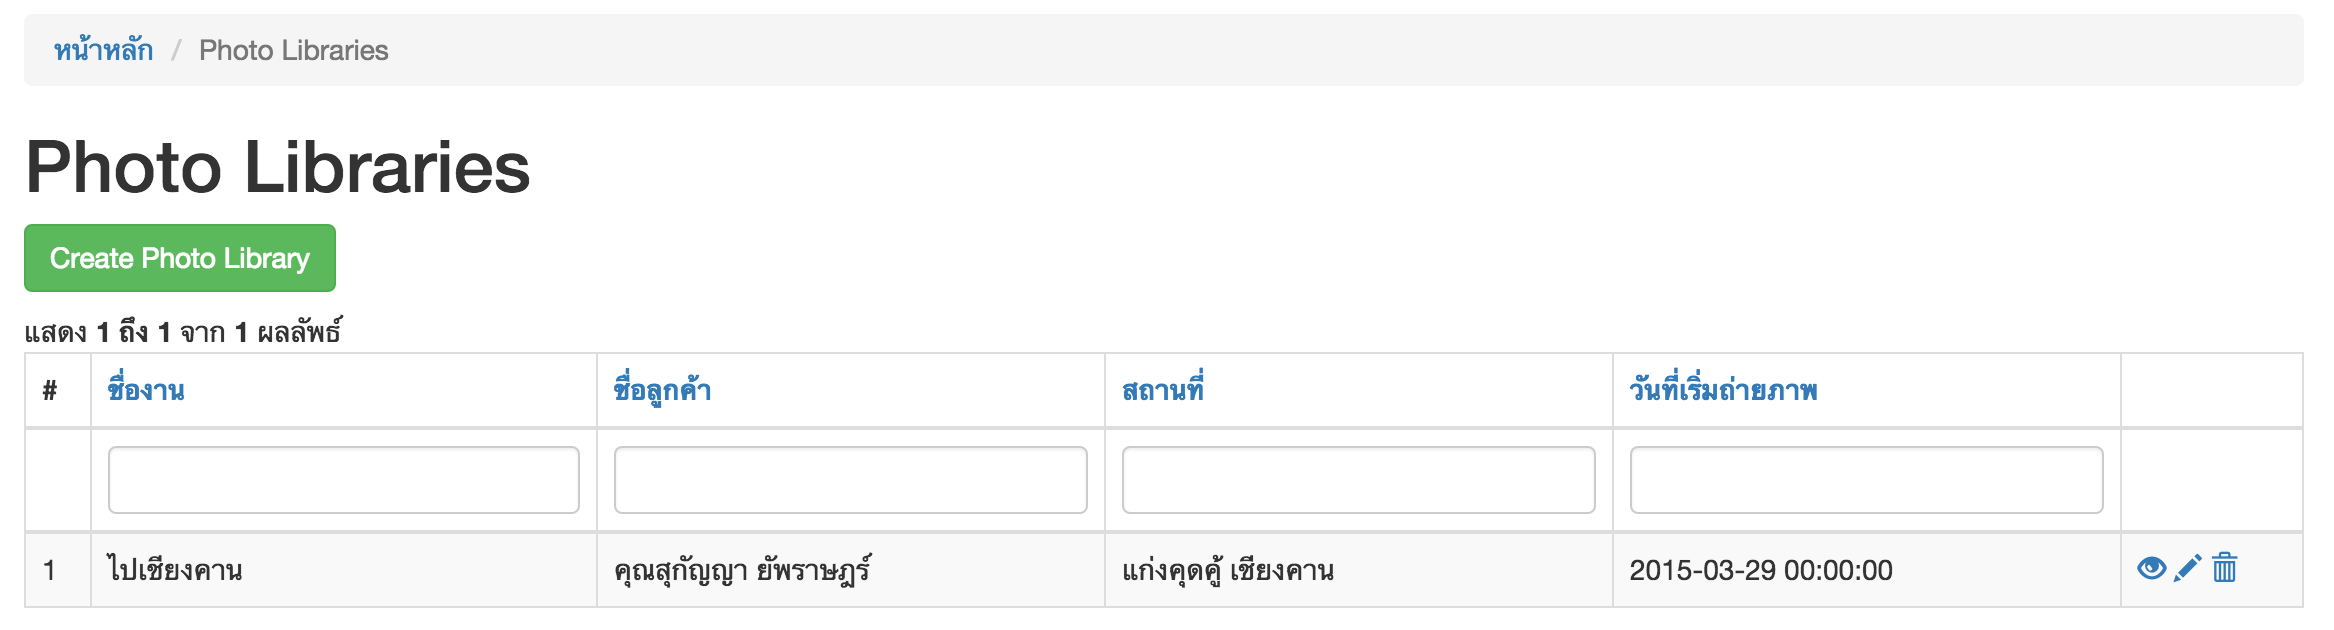 หน้าหลัก / Photo Libraries
Photo Libraries
Create Photo Library
แสดง 1 ถึง 1 จาก 1 ผลลัพธ์
# ชื่องาน ชื่อลูกค้า สถานที่ วันที่เริ่มถ่ายภาพ
1 ไปเชียงคาน คุณสุกัญญา ยัพราษฎร์ แก่งคุดคู้ เชียงคาน 2015-03-29 00:00:00